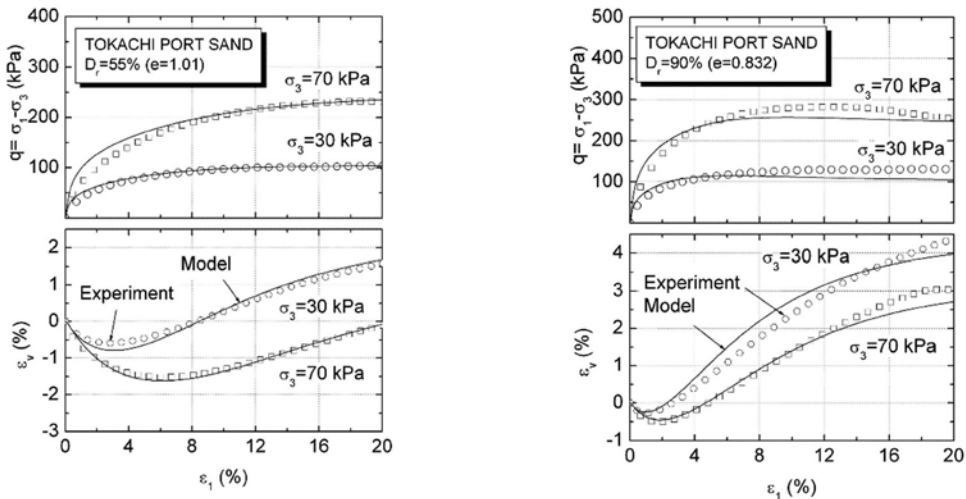 400
300
200
100
q= σ₁-σ₃ (kPa)
TOKACHI PORT SAND
Dᵣ=55% (e=1.01)
σ₃=70 kPa
σ₃=30 kPa
2
1
0
-1
-2
-3
εᵥ (%)
Model
Experiment
σ₃=30 kPa
σ₃=70 kPa
0 4 8 12 16 20
ε₁ (%)
500
400
300
200
100
q= σ₁-σ₃ (kPa)
TOKACHI PORT SAND
Dᵣ=90% (e=0.832)
σ₃=70 kPa
σ₃=30 kPa
4
3
2
1
0
-1
εᵥ (%)
σ₃=30 kPa
Experiment
Model
σ₃=70 kPa
0 4 8 12 16 20
ε₁ (%)